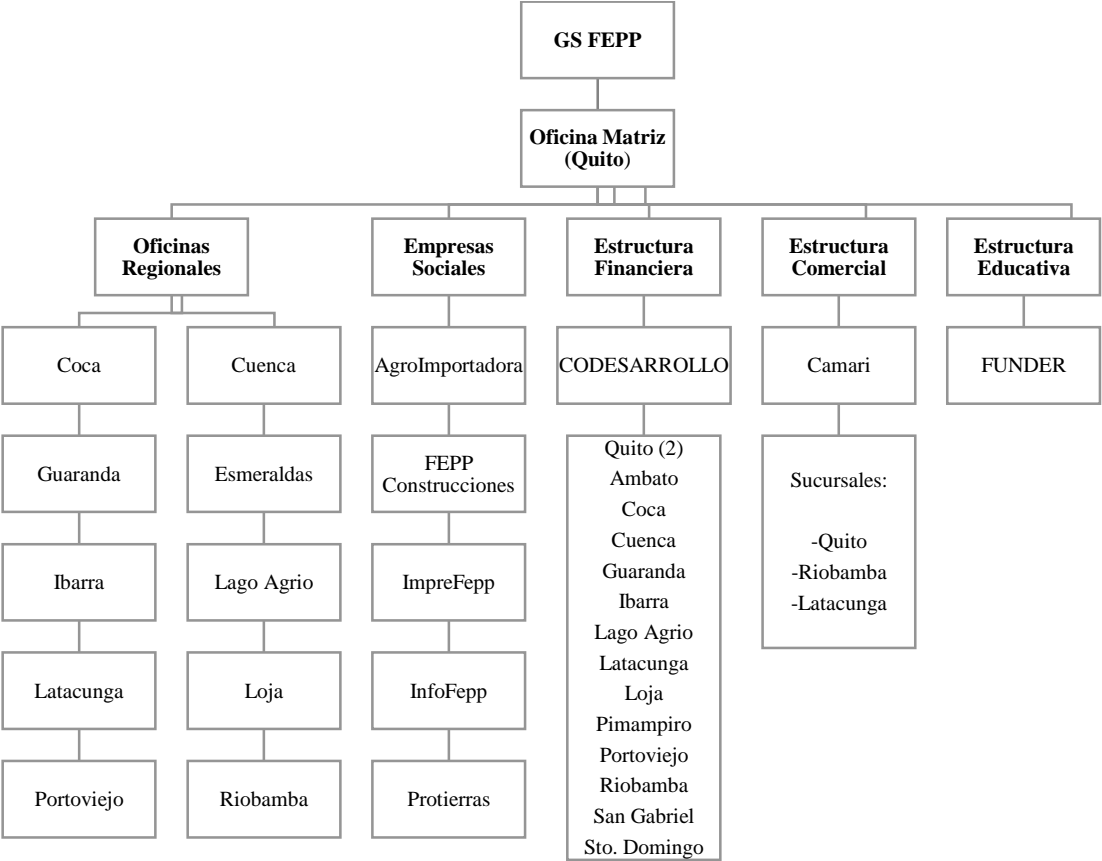 GS FEPP
Oficina Matriz
(Quito)
Oficinas
Regionales
Empresas
Sociales
Estructura
Financiera
Estructura
Comercial
Estructura
Educativa
Coca
Cuenca
AgroImportadora
CODESARROLLO
Camari
FUNDER
Guaranda
Esmeraldas
FEPP
Construcciones
Ibarra
Lago Agrio
ImpreFepp
Latacunga
Loja
InfoFepp
Portoviejo
Riobamba
Protierras
Quito (2)
Ambato
Coca
Cuenca
Guaranda
Ibarra
Lago Agrio
Latacunga
Loja
Pimampiro
Portoviejo
Riobamba
San Gabriel
Sto. Domingo
Sucursales:
-Quito
-Riobamba
-Latacunga